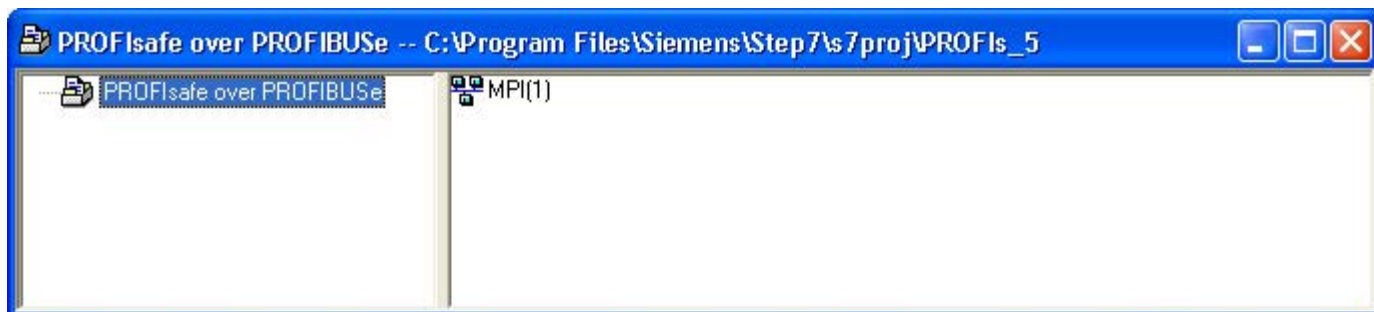 PROFIsafe over PROFIBUSe -- C:\Program Files\Siemens\Step7\s7proj\PROFIs_5
PROFIsafe over PROFIBUSe
MPI(1)